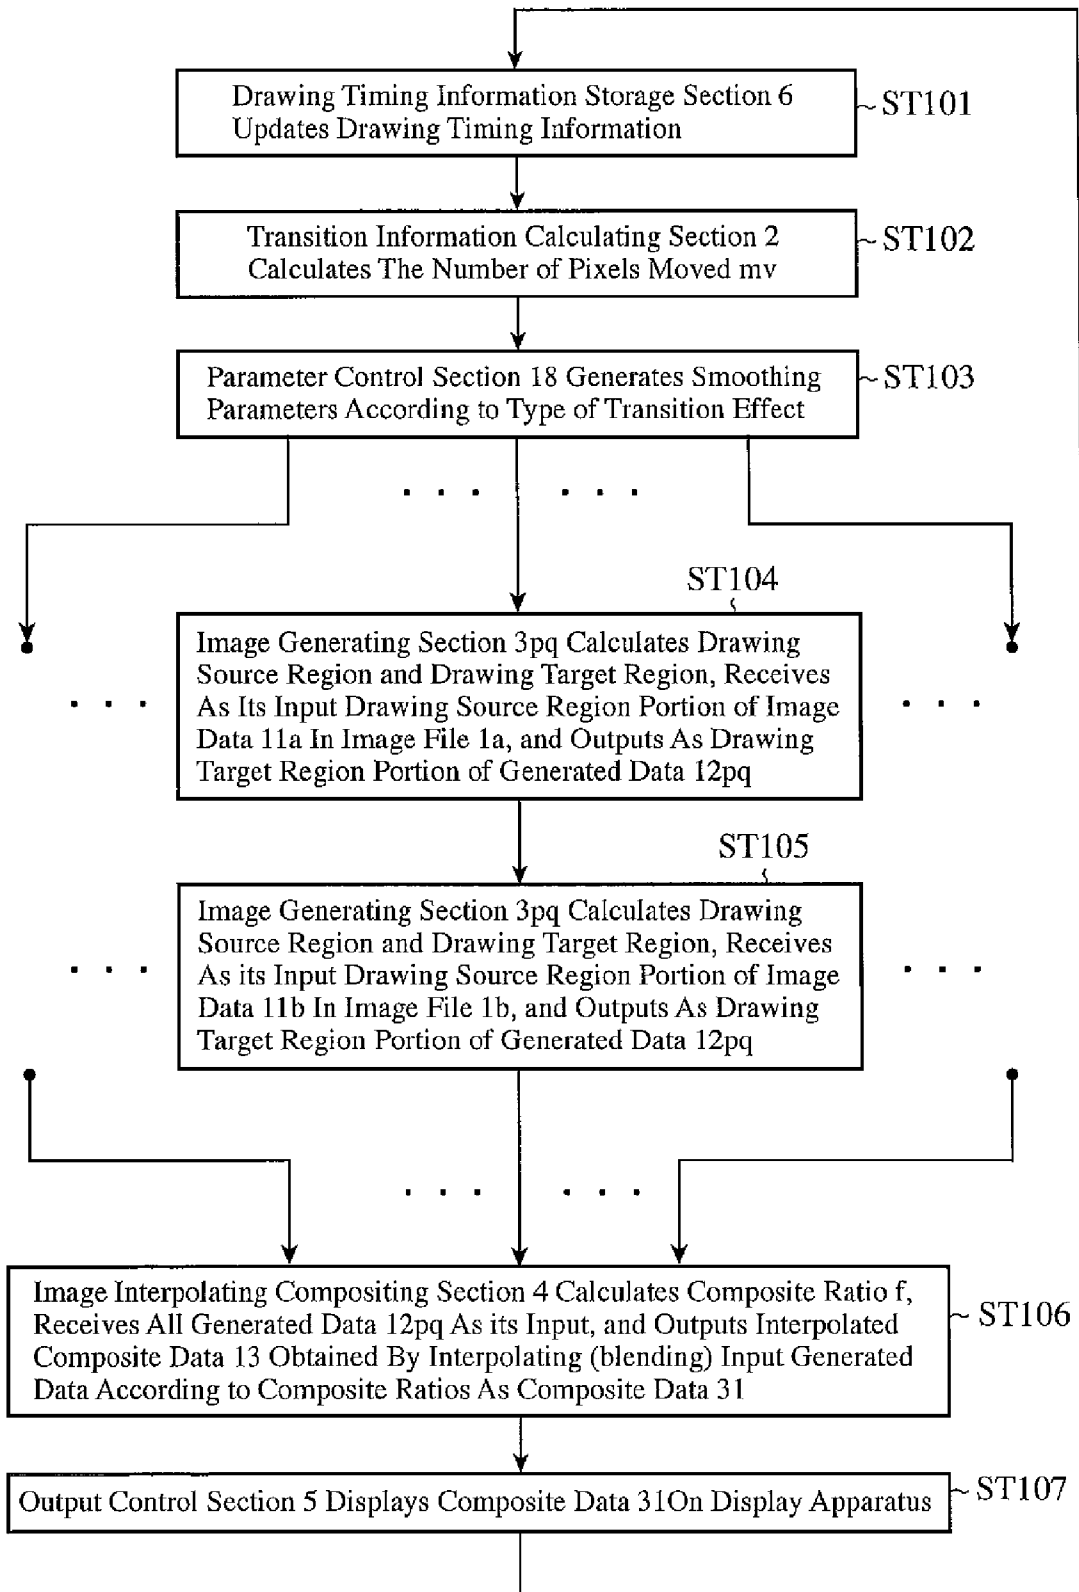 Drawing Timing Information Storage Section 6
Updates Drawing Timing Information
ST101
Transition Information Calculating Section 2
Calculates The Number of Pixels Moved mv
ST102
Parameter Control Section 18 Generates Smoothing
Parameters According to Type of Transition Effect
ST103
ST104
Image Generating Section 3pq Calculates Drawing
Source Region and Drawing Target Region, Receives
As Its Input Drawing Source Region Portion of Image
Data 11a In Image File 1a, and Outputs As Drawing
Target Region Portion of Generated Data 12pq
ST105
Image Generating Section 3pq Calculates Drawing
Source Region and Drawing Target Region, Receives
As its Input Drawing Source Region Portion of Image
Data 11b In Image File 1b, and Outputs As Drawing
Target Region Portion of Generated Data 12pq
Image Interpolating Compositing Section 4 Calculates Composite Ratio f,
Receives All Generated Data 12pq As its Input, and Outputs Interpolated
Composite Data 13 Obtained By Interpolating (blending) Input Generated
Data According to Composite Ratios As Composite Data 31
ST106
Output Control Section 5 Displays Composite Data 31On Display Apparatus
ST107